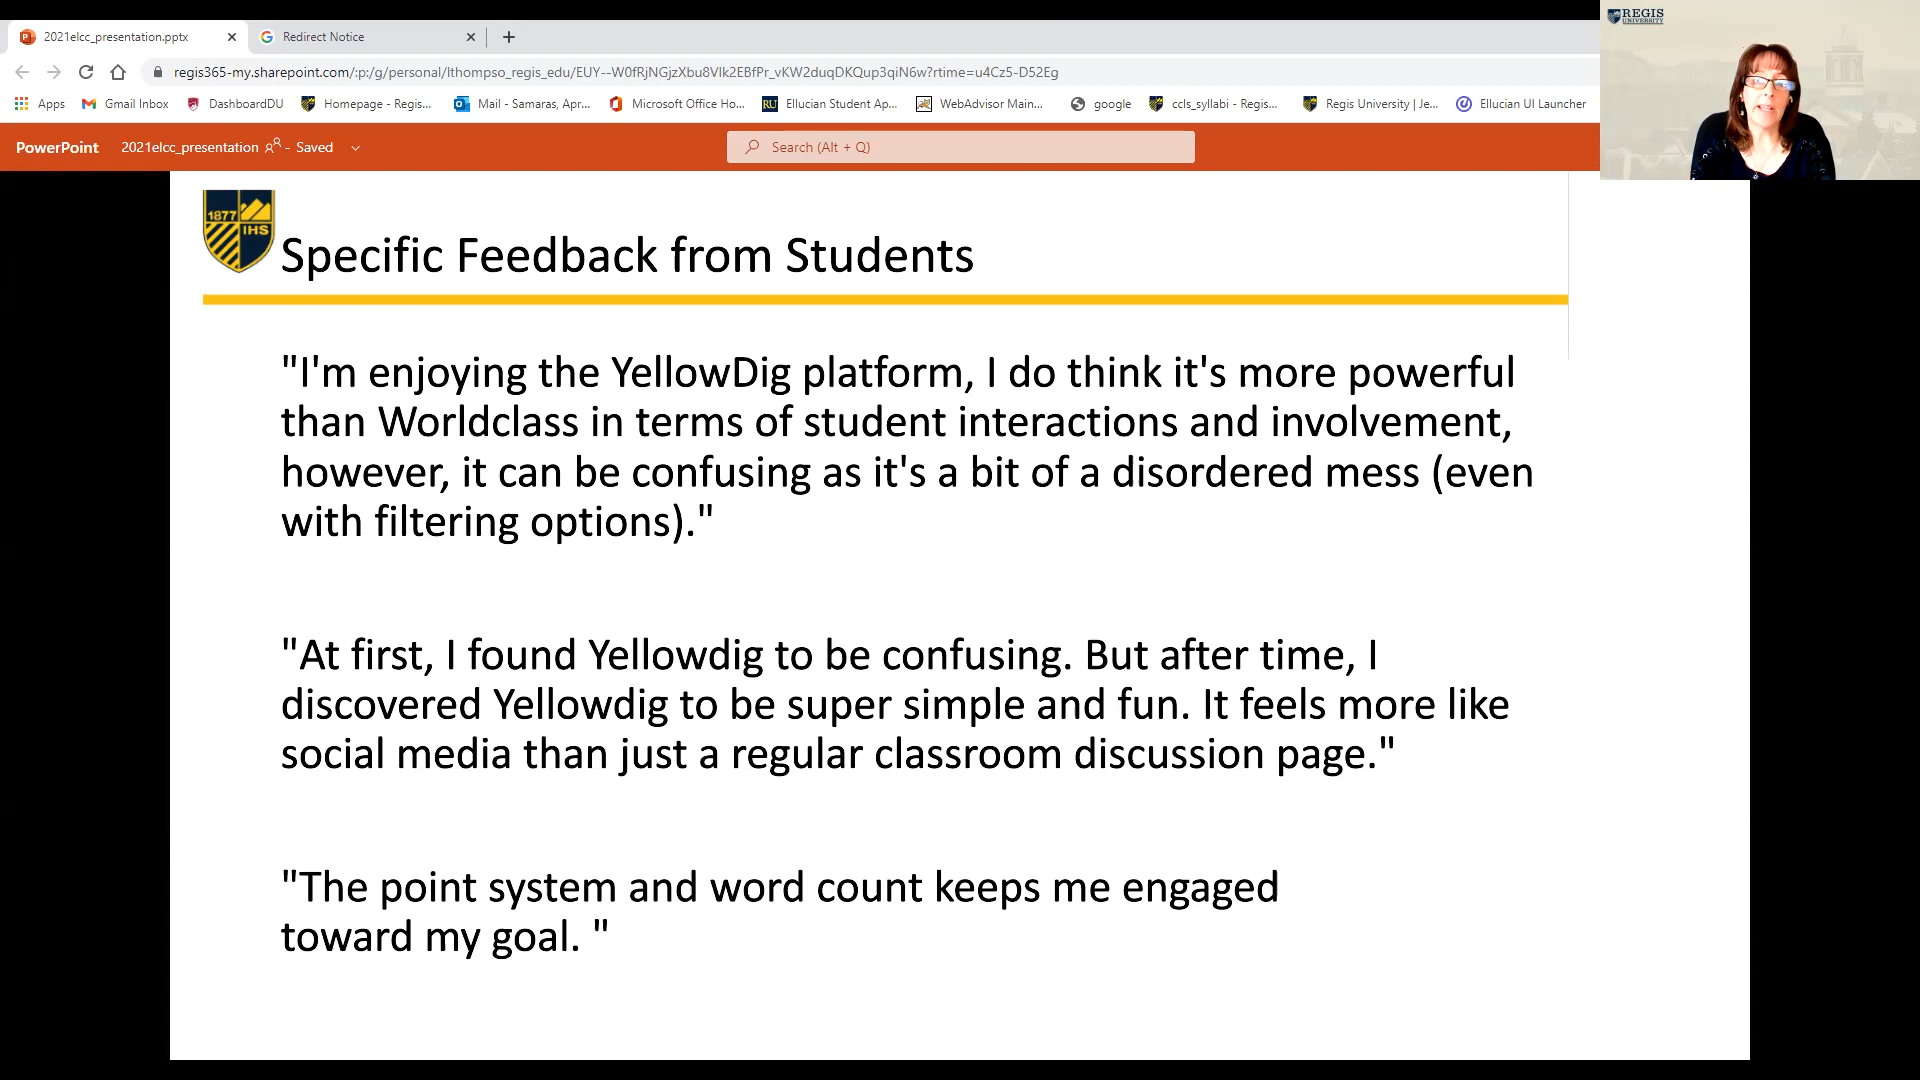 2021elcc_presentation.pptx
Redirect Notice
regis365-my.sharepoint.com/:p:/g/personal/lthompso_regis_edu/EUY--W0fRjNGjzXbu8Vlk2EBfPr_vKW2duqDKQup3qiN6w?rtime=u4Cz5-D52Eg
Apps Gmail Inbox DashboardDU Homepage - Regis... Mail - Samaras, Apr... Microsoft Office Ho... Ellucian Student Ap... WebAdvisor Main... google ccls_syllabi - Regis... Regis University | Je... Ellucian UI Launcher
PowerPoint 2021elcc_presentation - Saved
Search (Alt + Q)
REGIS
UNIVERSITY
1877
IHS
Specific Feedback from Students
"I'm enjoying the YellowDig platform, I do think it's more powerful
than Worldclass in terms of student interactions and involvement,
however, it can be confusing as it's a bit of a disordered mess (even
with filtering options)."
"At first, I found Yellowdig to be confusing. But after time, I
discovered Yellowdig to be super simple and fun. It feels more like
social media than just a regular classroom discussion page."
"The point system and word count keeps me engaged
toward my goal. "